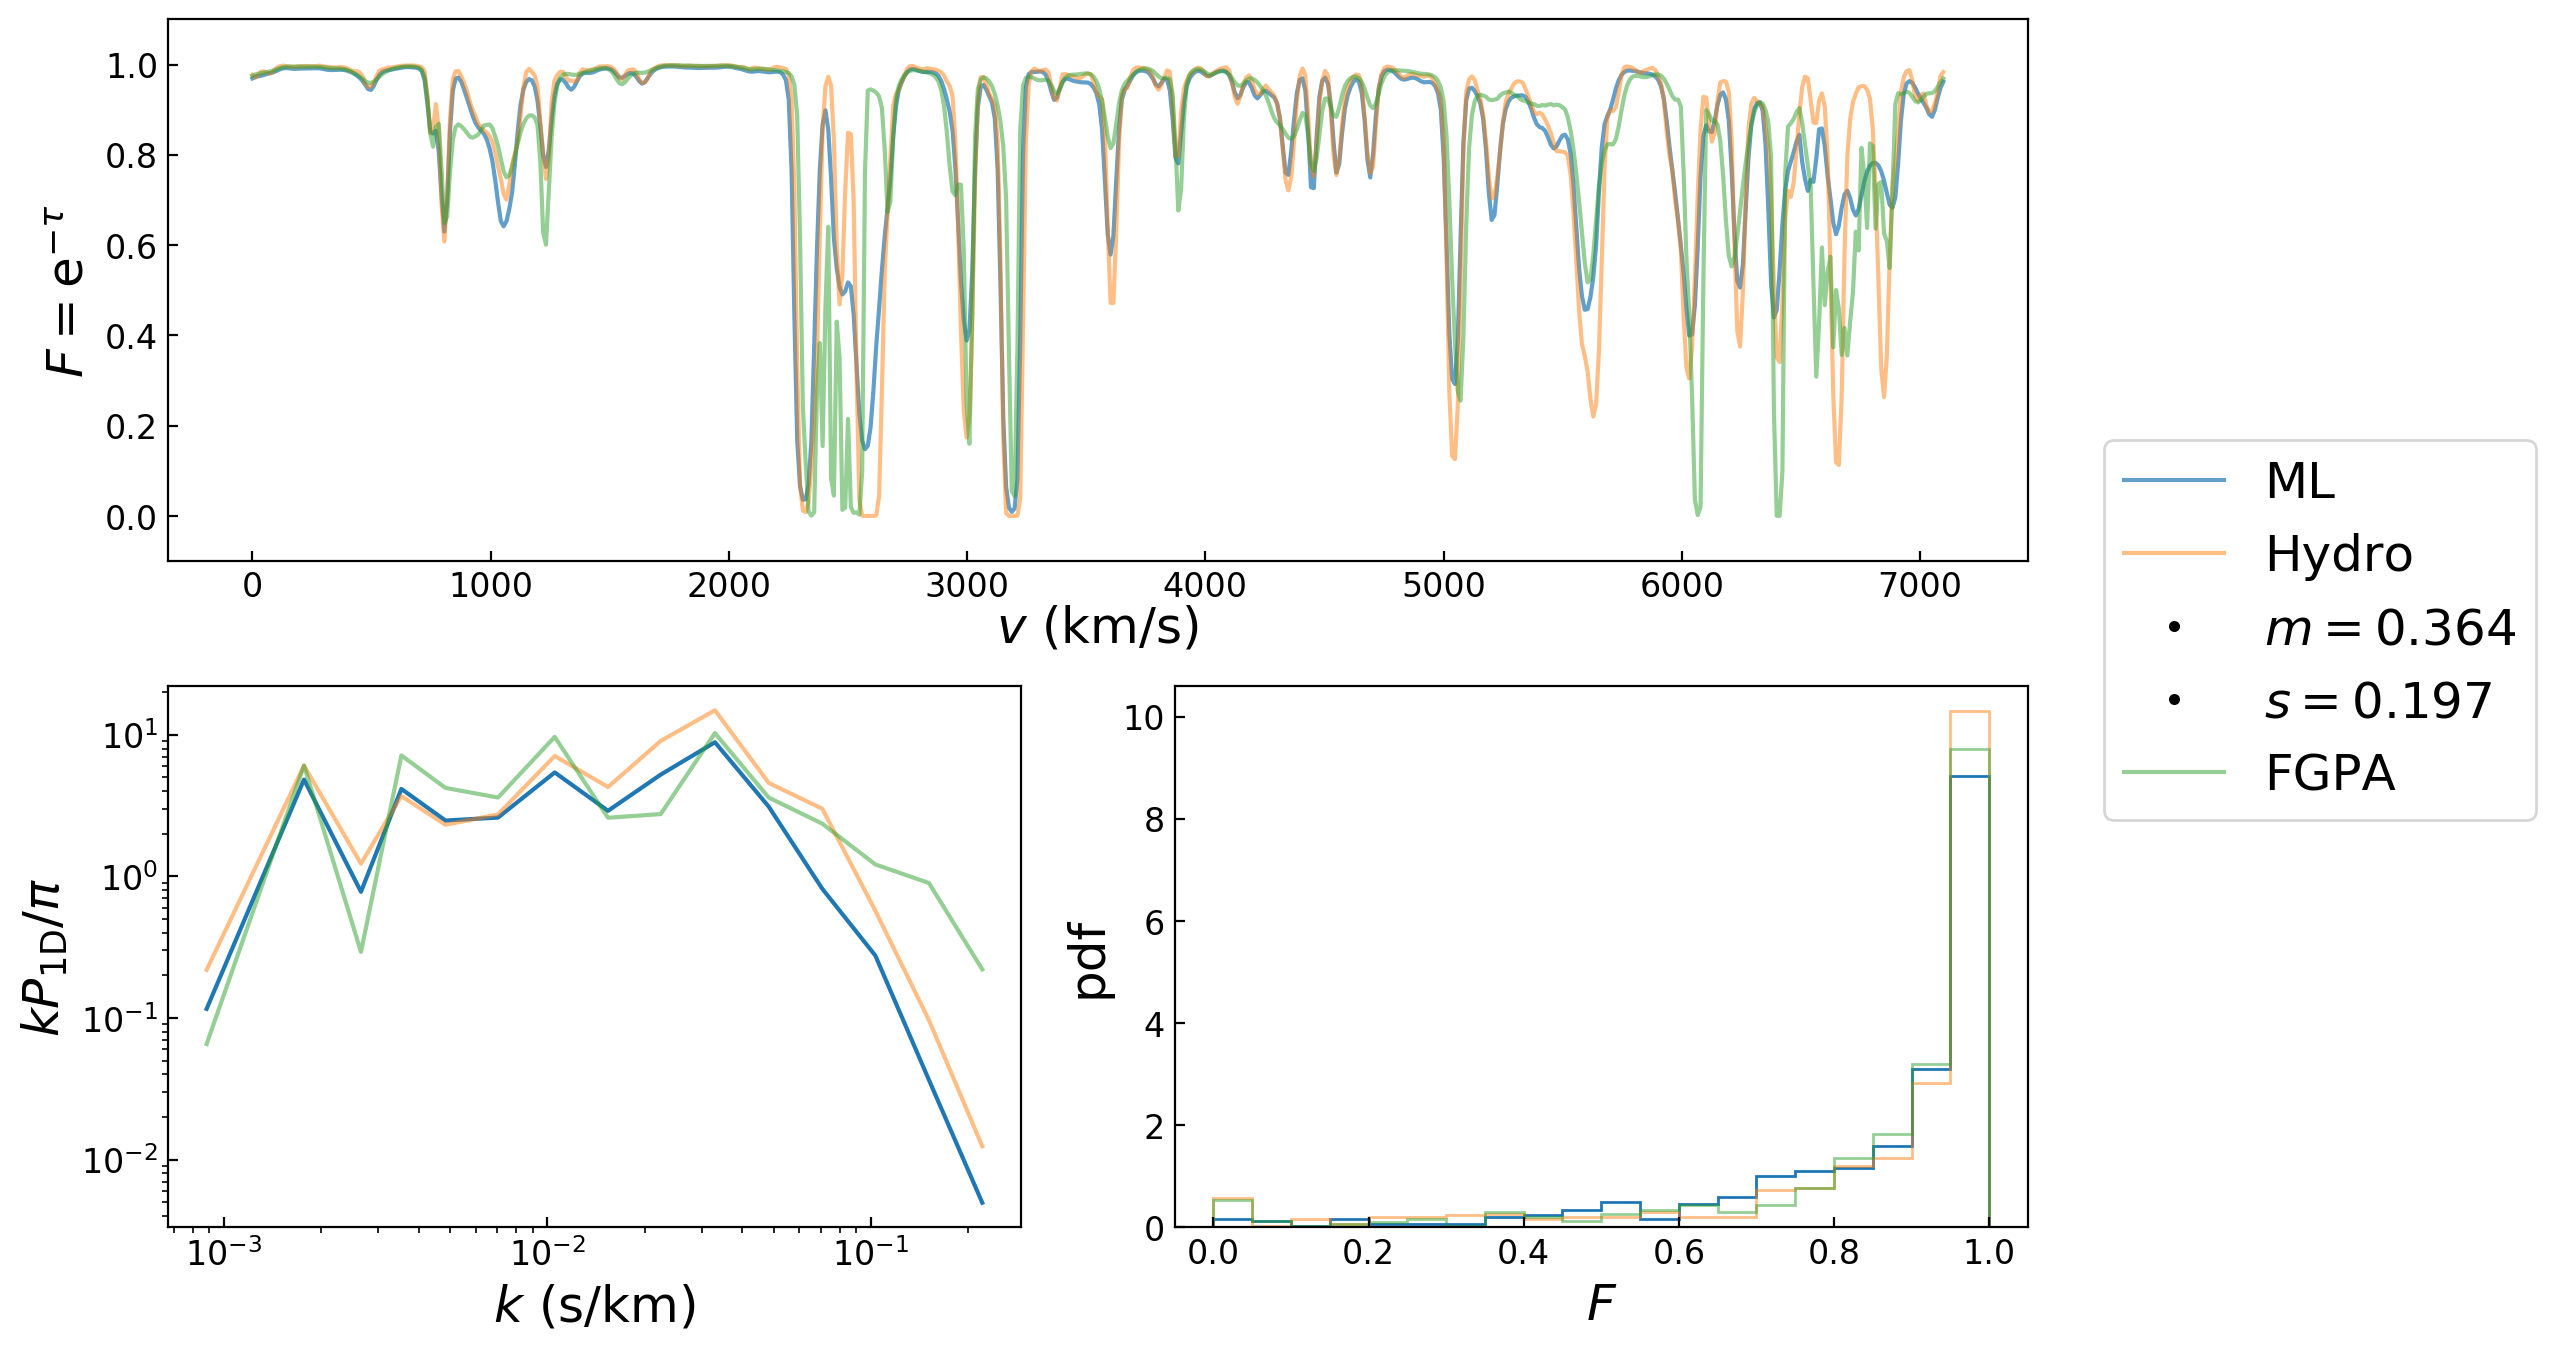 1.0
0.8
0.6
0.4
0.2
0.0
F = e^{−τ}
0 1000 2000 3000 4000 5000 6000 7000
v (km/s)
ML
Hydro
m = 0.364
s = 0.197
FGPA
10^1
10^0
10^{−1}
10^{−2}
kP_{1D}/π
10^{−3} 10^{−2} 10^{−1}
k (s/km)
10
8
6
4
2
0
pdf
0.0 0.2 0.4 0.6 0.8 1.0
F